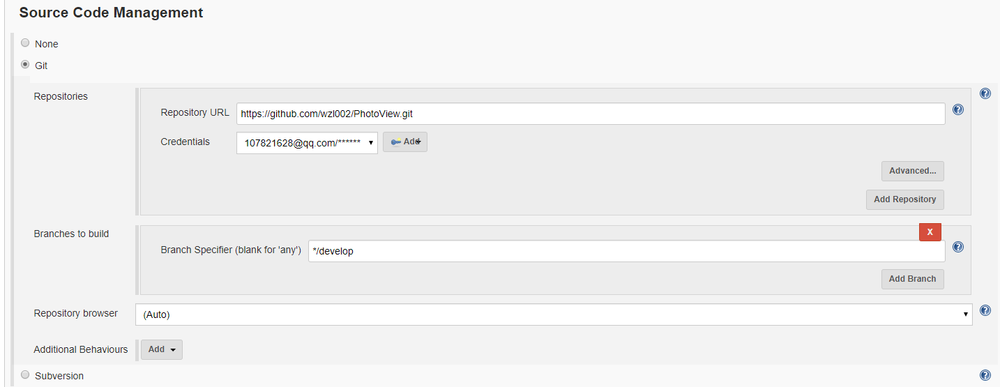 Source Code Management
None
Git
Repositories
Repository URL https://github.com/wzl002/PhotoView.git
Credentials 107821628@qq.com/****** Add
Advanced...
Add Repository
Branches to build
X
Branch Specifier (blank for 'any') */develop
Add Branch
Repository browser (Auto)
Additional Behaviours Add
Subversion